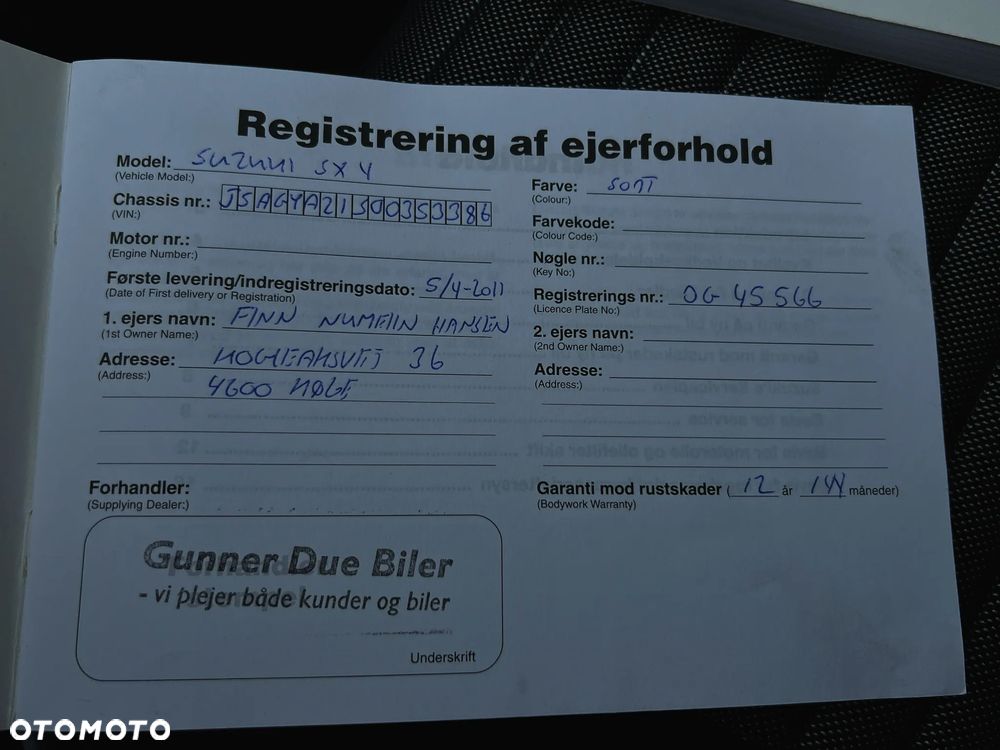 Registrering af ejerforhold
Model: SUZUKI SX4
(Vehicle Model:)
Chassis nr.: JSAGYA21S00353386
(VIN:)
Motor nr.:
(Engine Number:)
Første levering/indregistreringsdato: 5/4-2011
(Date of First delivery or Registration)
1. ejers navn: FINN HANSEN
(1st Owner Name:)
Adresse: 36
(Address:)
4600 KØGE
Farve: SORT
(Colour:)
Farvekode:
(Colour Code:)
Nøgle nr.:
(Key No:)
Registrerings nr.: OG 45566
(Licence Plate No:)
2. ejers navn:
(2nd Owner Name:)
Adresse:
(Address:)
Forhandler:
(Supplying Dealer:)
Gunner Due Biler
- vi plejer både kunder og biler
Underskrift
Garanti mod rustskader ( 12 år 144 måneder)
(Bodywork Warranty)
OTOMOTO